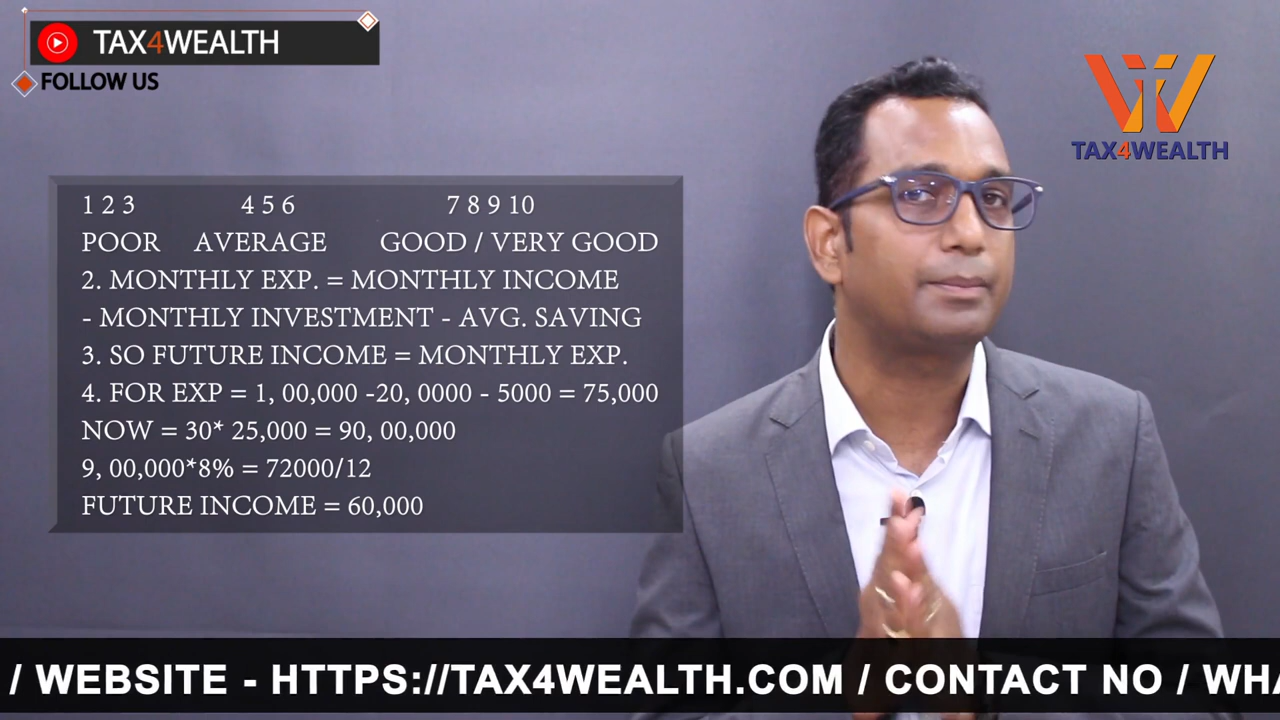 TAX4WEALTH
FOLLOW US
TAX4WEALTH
1 2 3 4 5 6 7 8 9 10
POOR AVERAGE GOOD / VERY GOOD
2. MONTHLY EXP. = MONTHLY INCOME
- MONTHLY INVESTMENT - AVG. SAVING
3. SO FUTURE INCOME = MONTHLY EXP.
4. FOR EXP = 1, 00,000 -20, 0000 - 5000 = 75,000
NOW = 30* 25,000 = 90, 00,000
9, 00,000*8% = 72000/12
FUTURE INCOME = 60,000
/ WEBSITE - HTTPS://TAX4WEALTH.COM / CONTACT NO / WHA